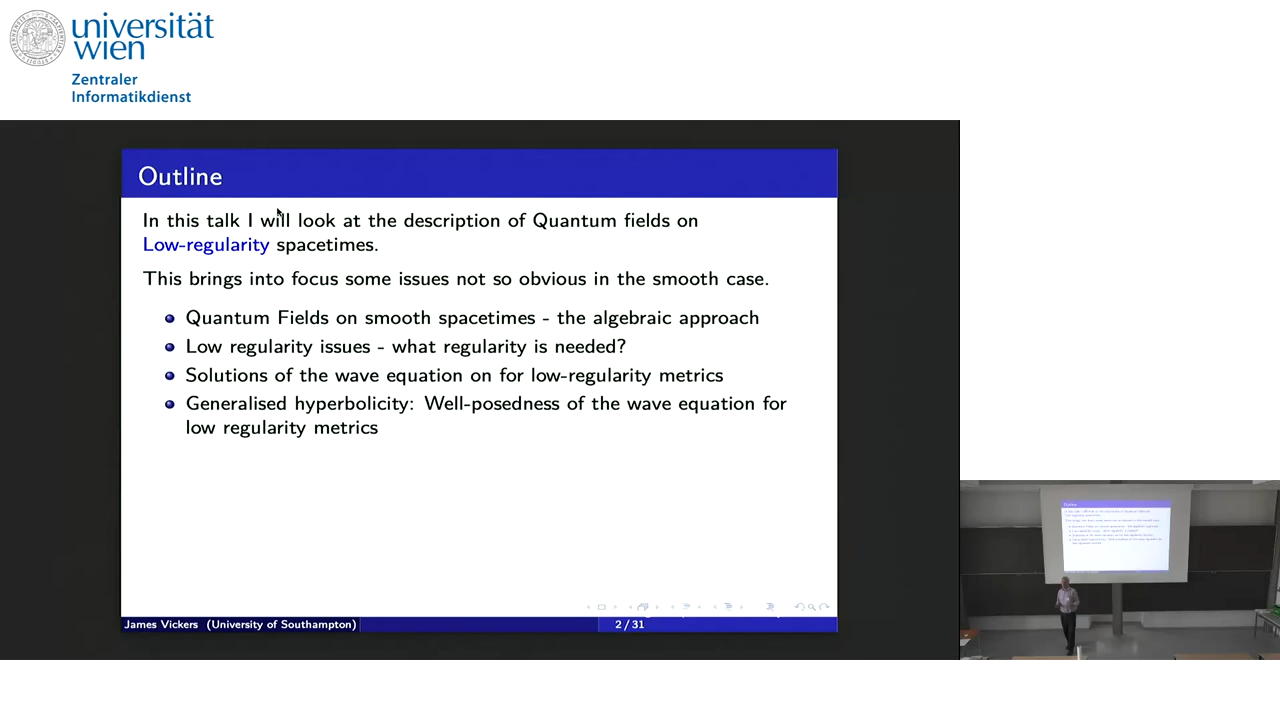 universität
wien
Zentraler
Informatikdienst
Outline
In this talk I will look at the description of Quantum fields on
Low-regularity spacetimes.
This brings into focus some issues not so obvious in the smooth case.
Quantum Fields on smooth spacetimes - the algebraic approach
Low regularity issues - what regularity is needed?
Solutions of the wave equation on for low-regularity metrics
Generalised hyperbolicity: Well-posedness of the wave equation for
low regularity metrics
James Vickers (University of Southampton)
2 / 31
Outline